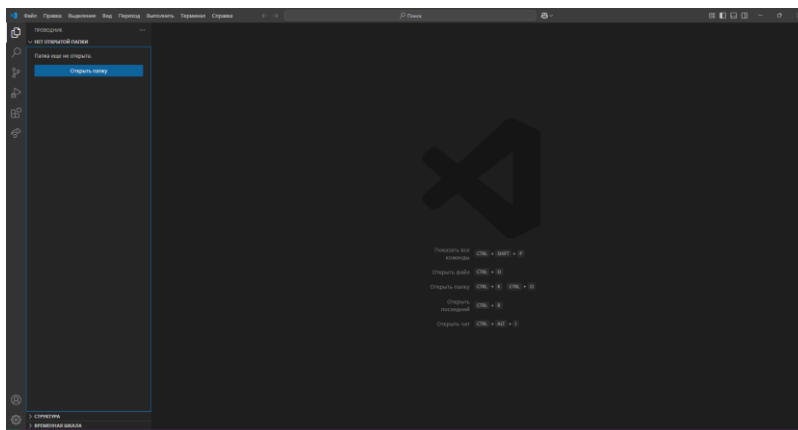 Файл Правка Выделение Вид Переход Выполнить Терминал Справка
Поиск
ПРОВОДНИК
НЕТ ОТКРЫТОЙ ПАПКИ
Папка еще не открыта.
Открыть папку
Показать все
команды CTRL + SHIFT + P
Открыть файл CTRL + O
Открыть папку CTRL + K CTRL + O
Открыть
последний CTRL + R
Открыть чат CTRL + ALT + I
СТРУКТУРА
ВРЕМЕННАЯ ШКАЛА